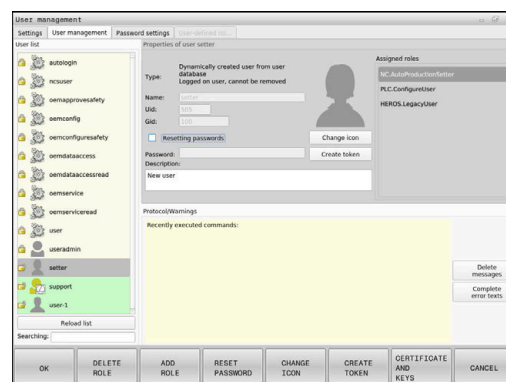 User management
Settings
User management
Password settings
User-defined rol...
User list
autologin
ncsuser
oemapprovesafety
oemconfig
oemconfiguresafety
oemdataaccess
oemdataaccessread
oemservice
oemserviceread
user
useradmin
setter
support
user-1
Reload list
Searching:
Properties of user setter
Type:
Dynamically created user from user
database
Logged on user, cannot be removed
Name:
setter
Uid:
Gid:
Resetting passwords
Password:
Description:
New user
Change icon
Create token
Assigned roles
NC.AutoProductionSetter
PLC.ConfigureUser
HEROS.LegacyUser
Protocol/Warnings
Recently executed commands:
Delete
messages
Complete
error texts
OK
DELETE
ROLE
ADD
ROLE
RESET
PASSWORD
CHANGE
ICON
CREATE
TOKEN
CERTIFICATE
AND
KEYS
CANCEL